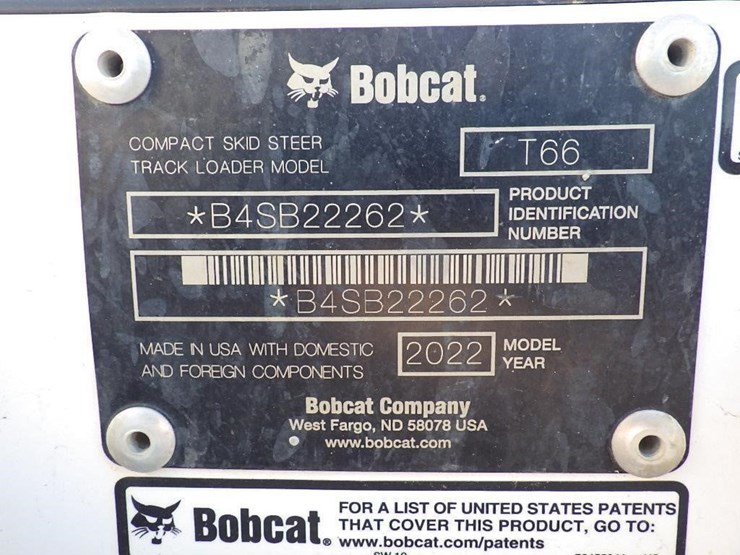 Bobcat®
COMPACT SKID STEER
TRACK LOADER MODEL
T66
*B4SB22262*
PRODUCT
IDENTIFICATION
NUMBER
*B4SB22262*
MADE IN USA WITH DOMESTIC
AND FOREIGN COMPONENTS
2022
MODEL
YEAR
Bobcat Company
West Fargo, ND 58078 USA
www.bobcat.com
Bobcat®
FOR A LIST OF UNITED STATES PATENTS
THAT COVER THIS PRODUCT, GO TO:
www.bobcat.com/patents